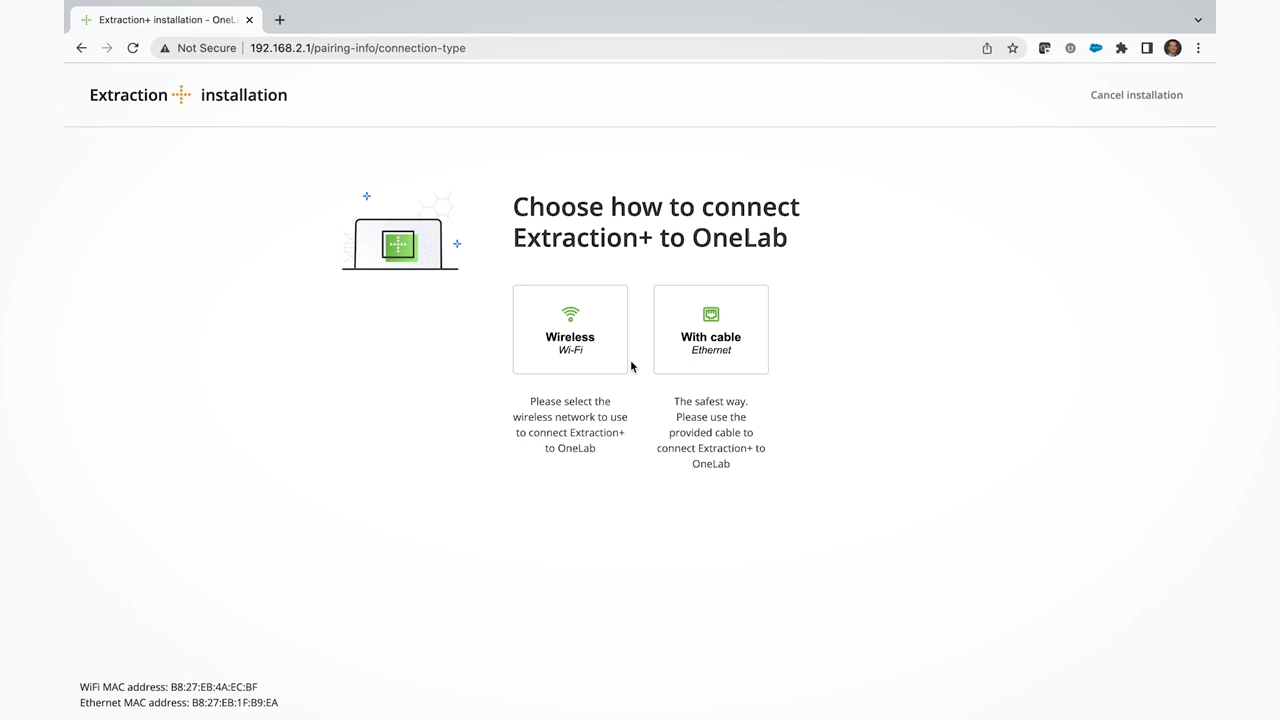 Extraction+ installation - OneL
Not Secure
192.168.2.1/pairing-info/connection-type
Extraction installation
Cancel installation
Choose how to connect
Extraction+ to OneLab
Wireless
Wi-Fi
Please select the
wireless network to use
to connect Extraction+
to OneLab
With cable
Ethernet
The safest way.
Please use the
provided cable to
connect Extraction+ to
OneLab
WiFi MAC address: B8:27:EB:4A:EC:BF
Ethernet MAC address: B8:27:EB:1F:B9:EA